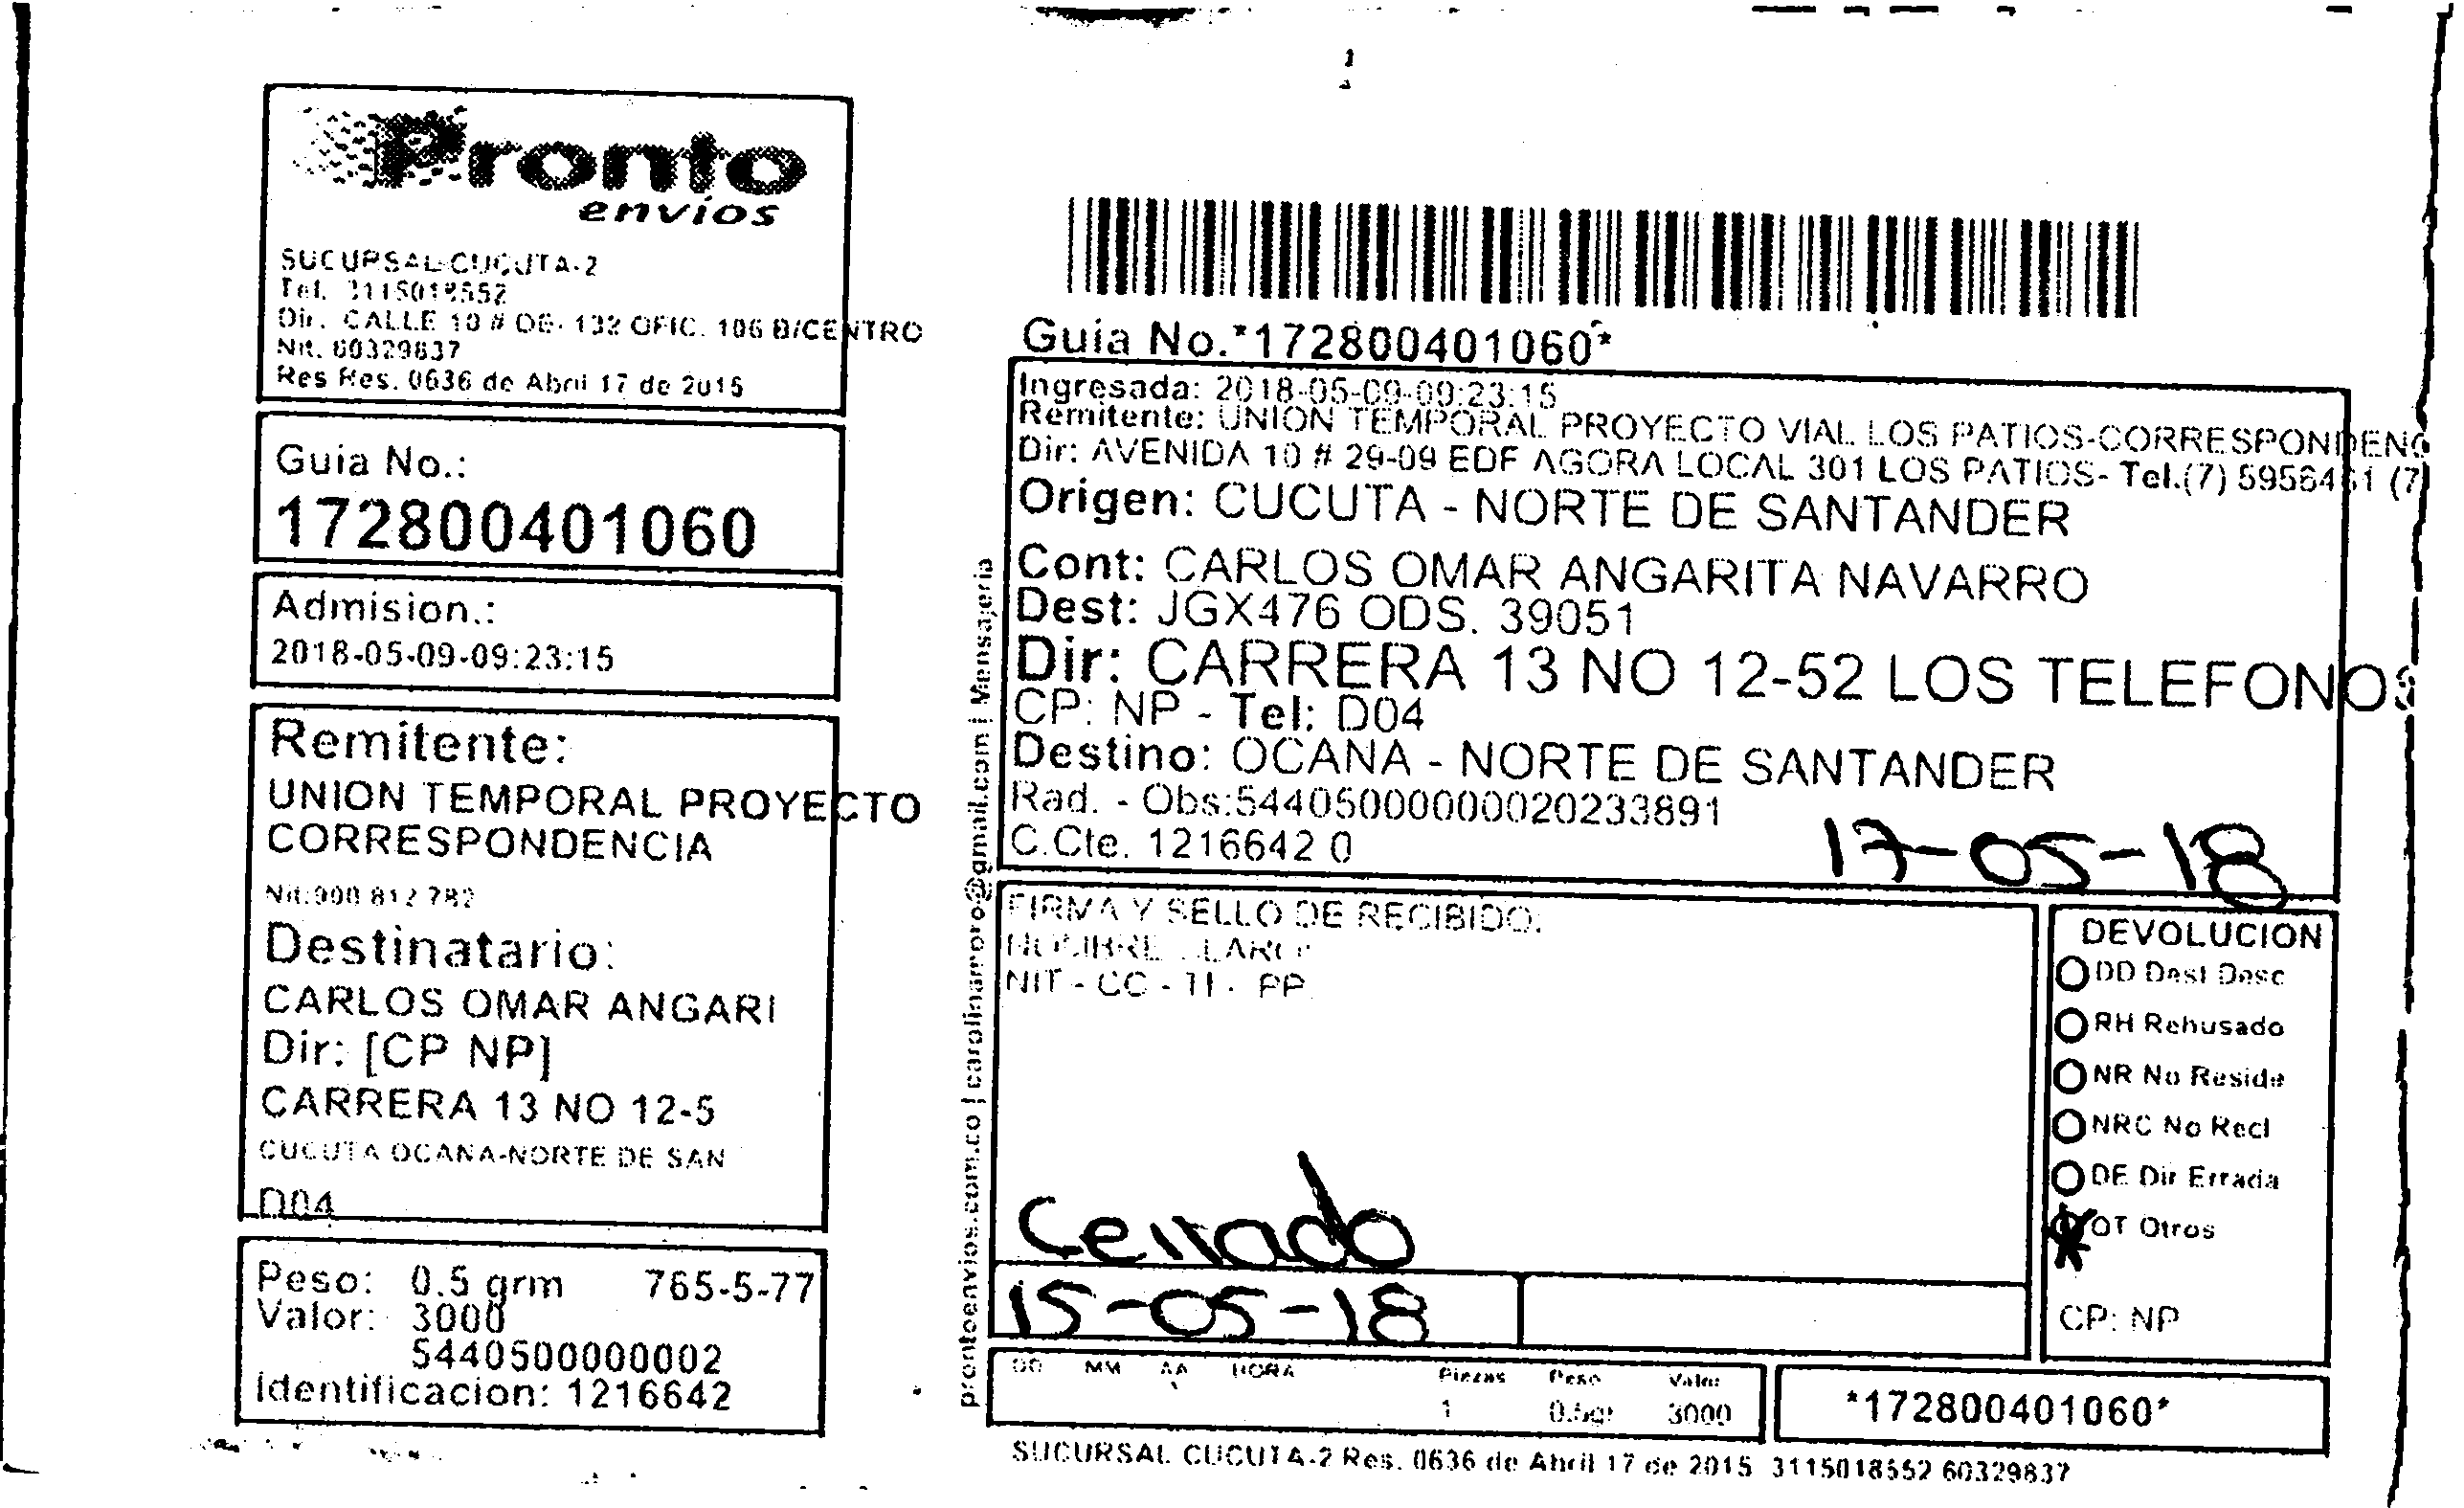 Pronto
envios
SUCURSAL CUCUTA-2
Tel. 3115018552
Dir. CALLE 10 # OE- 132 OFIC. 106 B/CENTRO
Nit. 60329837
Res Res. 0636 de Abril 17 de 2015
Guia No.:
172800401060
Admision.:
2018-05-09-09:23:15
Remitente:
UNION TEMPORAL PROYECTO
CORRESPONDENCIA
Nit:900 812 782
Destinatario:
CARLOS OMAR ANGARI
Dir: [CP NP]
CARRERA 13 NO 12-5
CUCUTA OCANA-NORTE DE SAN
D04
Peso: 0.5 grm 765-5-77
Valor: 3000
5440500000002
Identificacion: 1216642
prontoenvios.com.co | carolinarroro@gmail.com | Mensajeria
Guia No.*172800401060*
Ingresada: 2018-05-09-09:23:15
Remitente: UNION TEMPORAL PROYECTO VIAL LOS PATIOS-CORRESPONDENC
Dir: AVENIDA 10 # 29-09 EDF AGORA LOCAL 301 LOS PATIOS- Tel.(7) 5956461 (7)
Origen: CUCUTA - NORTE DE SANTANDER
Cont: CARLOS OMAR ANGARITA NAVARRO
Dest: JGX476 ODS. 39051
Dir: CARRERA 13 NO 12-52 LOS TELEFONOS
CP: NP - Tel: D04
Destino: OCANA - NORTE DE SANTANDER
Rad. - Obs:544050000000020233891
C.Cte. 1216642 0
17-05-18
FIRMA Y SELLO DE RECIBIDO:
NOMBRE CLARO
NIT - CC - TI - PP.
Cerrado
15-05-18
DEVOLUCION
DD Dest Desc
RH Rehusado
NR No Reside
NRC No Recl
DE Dir Errada
OT Otros
CP: NP
DD MM AA HORA Piezas Peso Valor
1 0.5gr 3000
*172800401060*
SUCURSAL CUCUTA-2 Res. 0636 de Abril 17 de 2015 3115018552 60329837